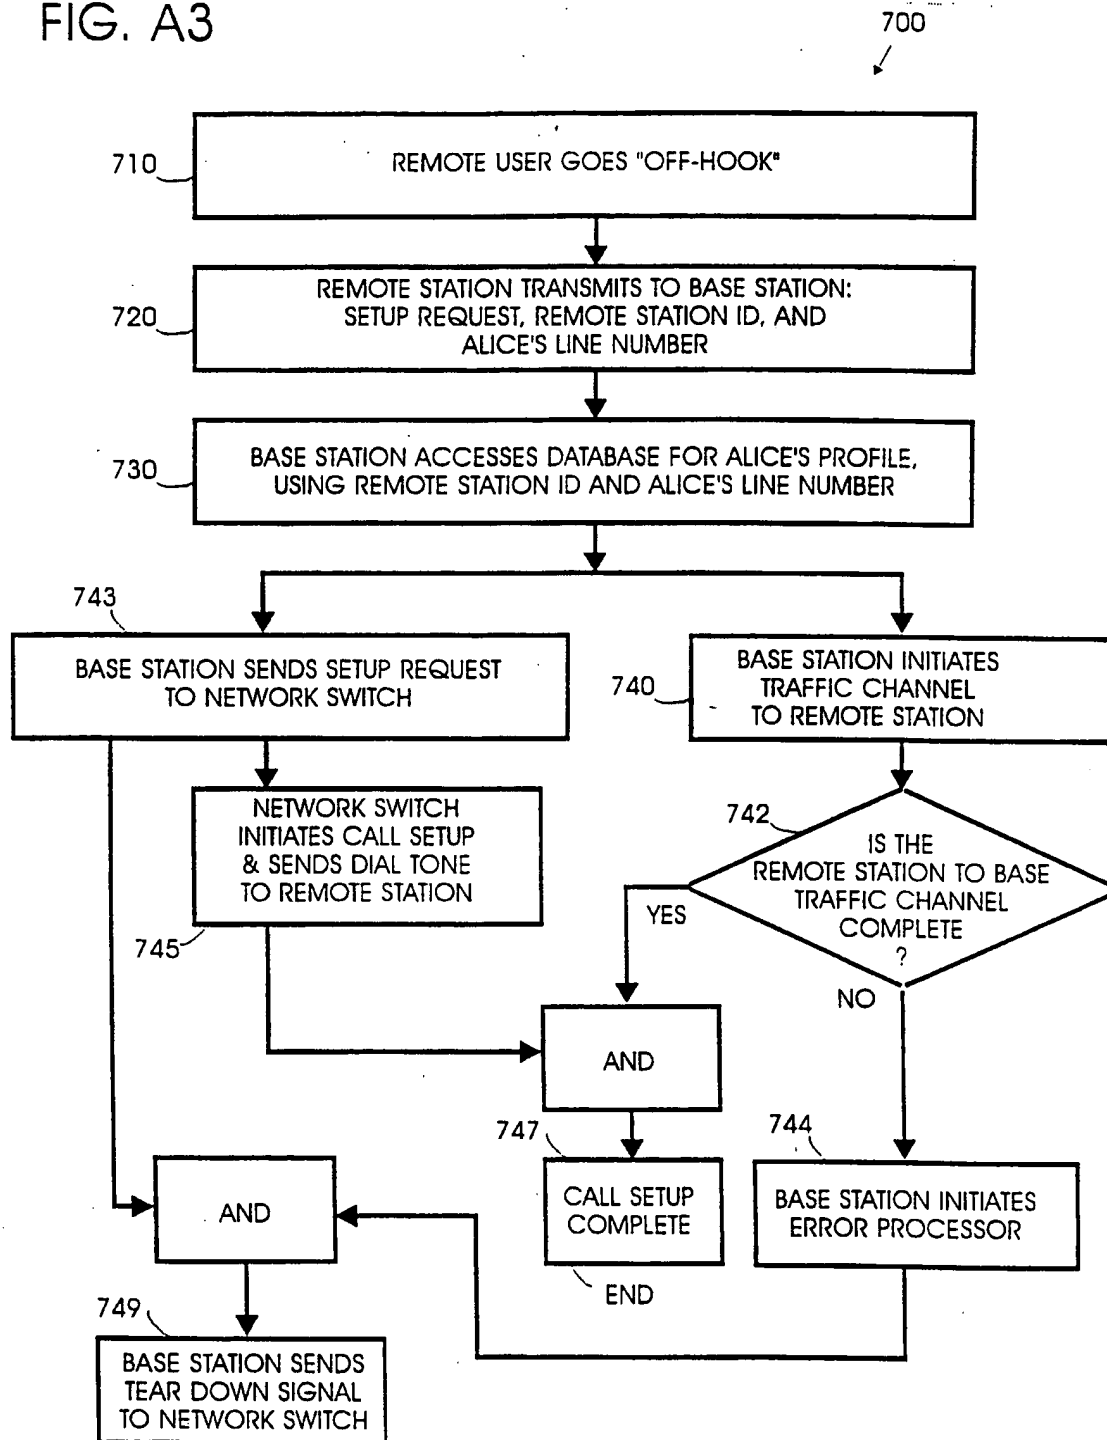 FIG. A3
700
710
REMOTE USER GOES "OFF-HOOK"
720
REMOTE STATION TRANSMITS TO BASE STATION:
SETUP REQUEST, REMOTE STATION ID, AND
ALICE'S LINE NUMBER
730
BASE STATION ACCESSES DATABASE FOR ALICE'S PROFILE,
USING REMOTE STATION ID AND ALICE'S LINE NUMBER
743
BASE STATION SENDS SETUP REQUEST
TO NETWORK SWITCH
740
BASE STATION INITIATES
TRAFFIC CHANNEL
TO REMOTE STATION
NETWORK SWITCH
INITIATES CALL SETUP
& SENDS DIAL TONE
TO REMOTE STATION
745
742
IS THE
REMOTE STATION TO BASE
TRAFFIC CHANNEL
COMPLETE
?
YES
NO
AND
747
CALL SETUP
COMPLETE
END
744
BASE STATION INITIATES
ERROR PROCESSOR
AND
749
BASE STATION SENDS
TEAR DOWN SIGNAL
TO NETWORK SWITCH